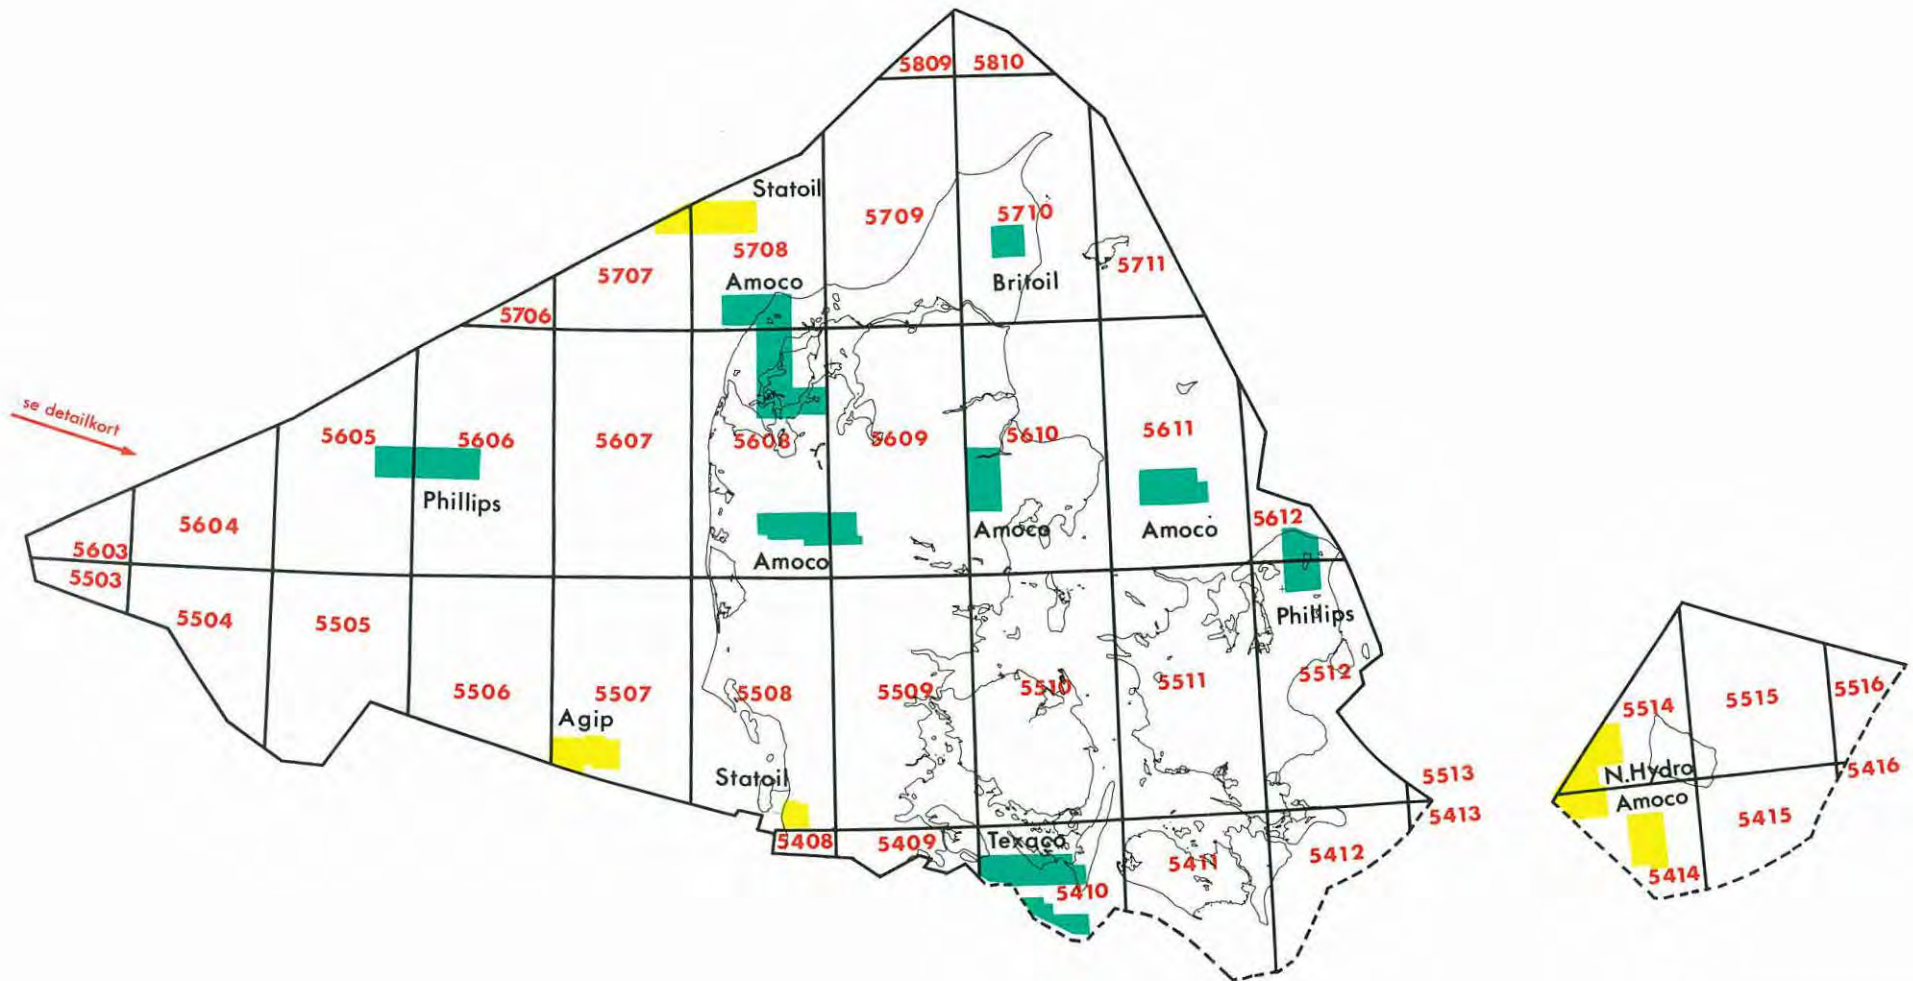 5809 5810
Statoil
5709 5710
5708
5707 5711
Amoco Britoil
5706
se detailkort
5605 5606 5607 5608 5609 5610 5611
Phillips
5604
5612
Amoco Amoco Amoco
5603
5503
Phillips
5504 5505
5506 5507 5508 5509 5510 5511 5512
Agip
Statoil
5513
5413
5408 5409 Texaco
5410 5411 5412
5514 5515 5516
N.Hydro 5416
Amoco 5415
5414